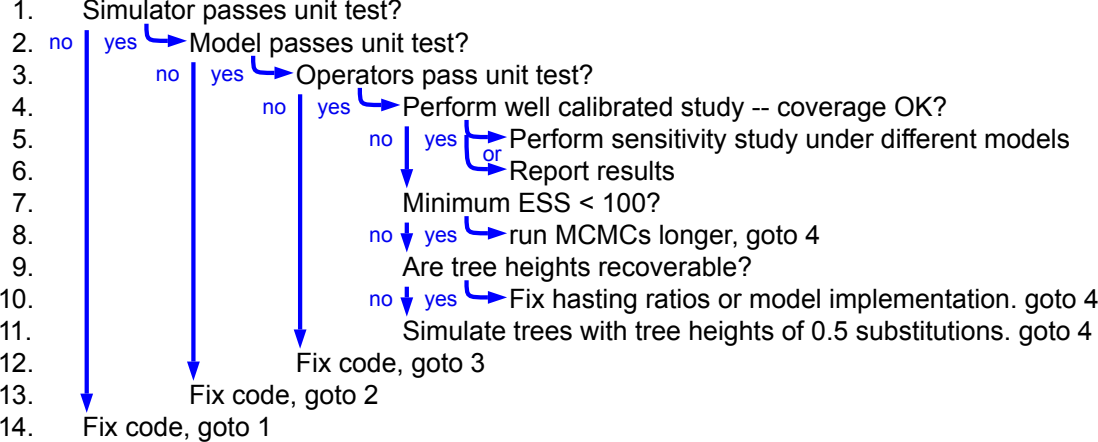 1. Simulator passes unit test?
2. no yes Model passes unit test?
3. no yes Operators pass unit test?
4. no yes Perform well calibrated study -- coverage OK?
5. no yes Perform sensitivity study under different models
or
6. Report results
7. Minimum ESS < 100?
8. no yes run MCMCs longer, goto 4
9. Are tree heights recoverable?
10. no yes Fix hasting ratios or model implementation. goto 4
11. Simulate trees with tree heights of 0.5 substitutions. goto 4
12. Fix code, goto 3
13. Fix code, goto 2
14. Fix code, goto 1